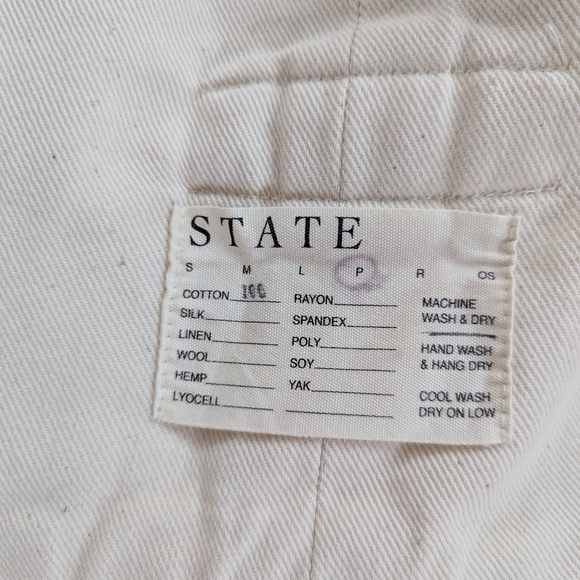 STATE
S M L P R OS
COTTON 100 RAYON MACHINE
SILK SPANDEX WASH & DRY
LINEN POLY HAND WASH
WOOL SOY & HANG DRY
HEMP YAK COOL WASH
LYOCELL DRY ON LOW